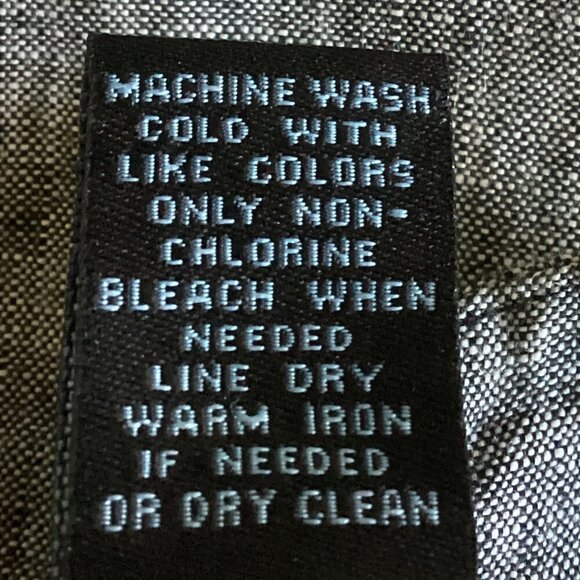 MACHINE WASH
COLD WITH
LIKE COLORS
ONLY NON-
CHLORINE
BLEACH WHEN
NEEDED
LINE DRY
WARM IRON
IF NEEDED
OR DRY CLEAN